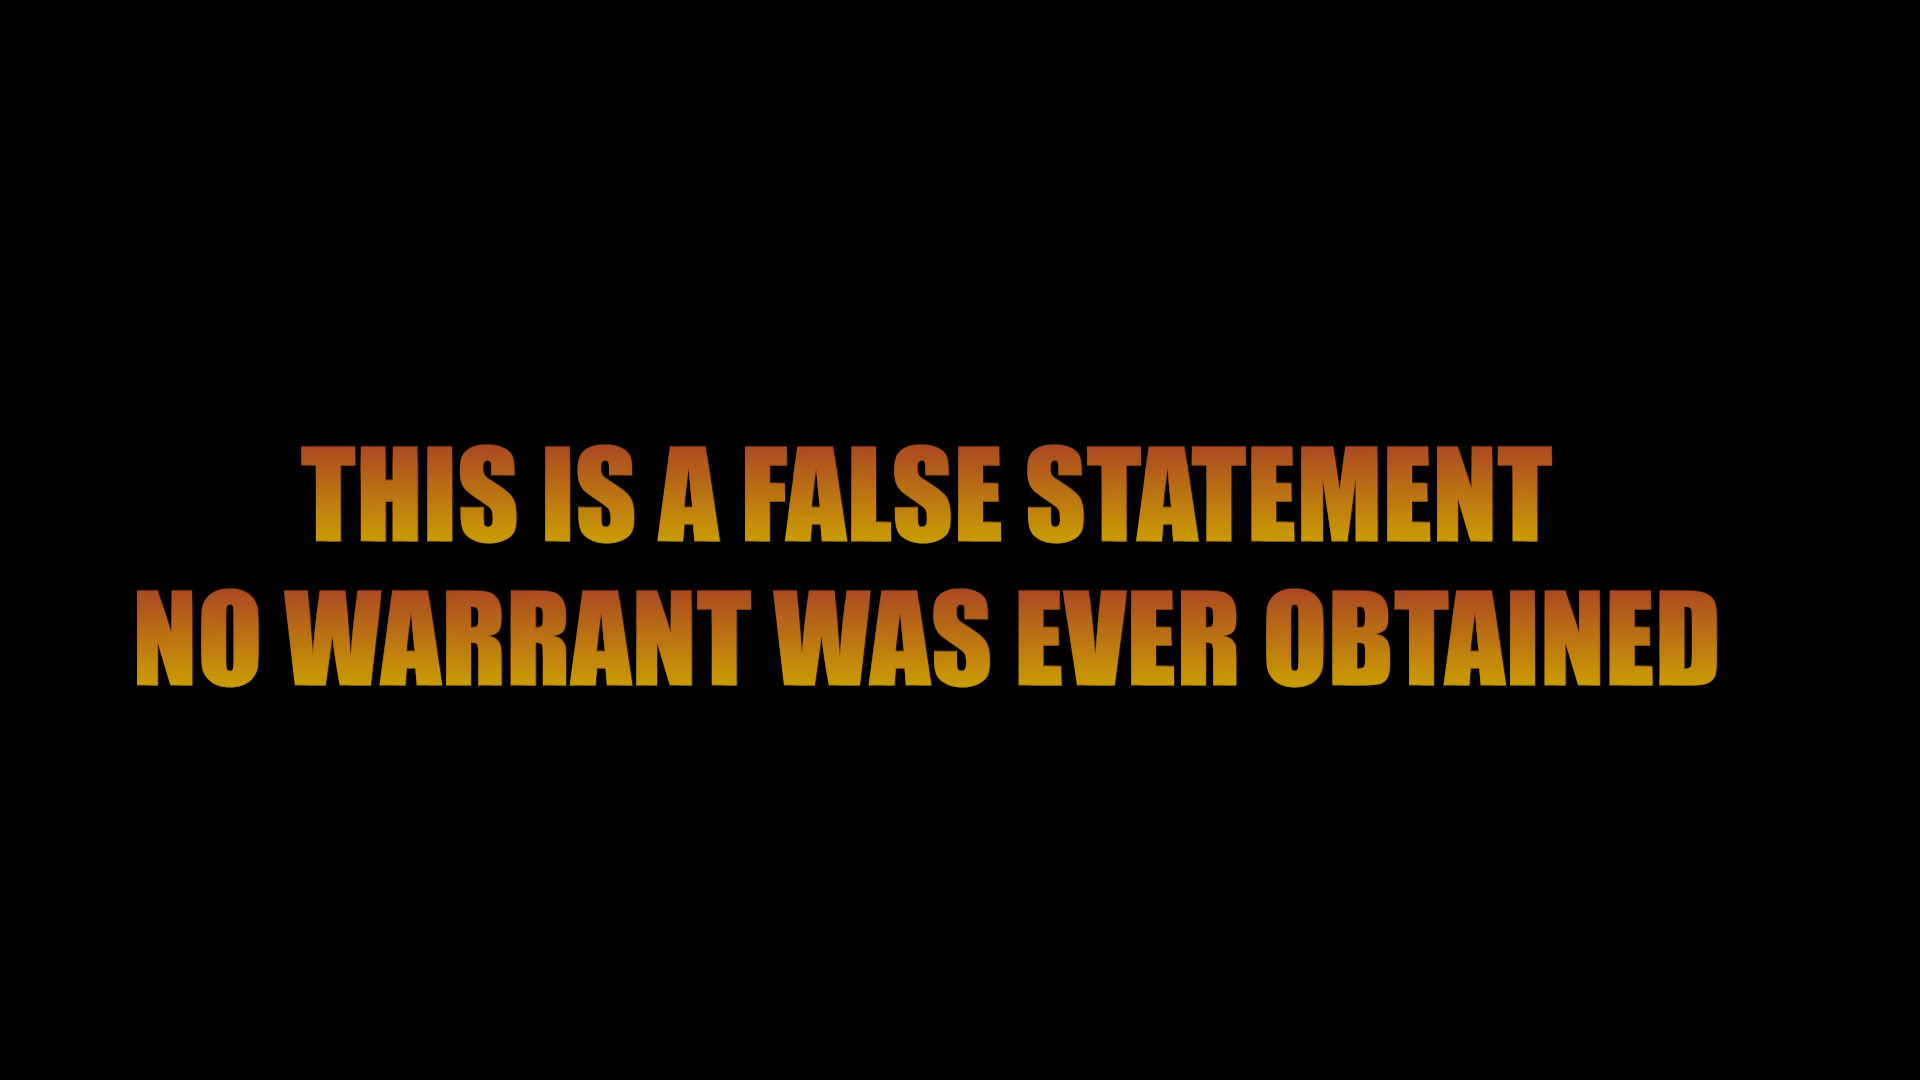 THIS IS A FALSE STATEMENT
NO WARRANT WAS EVER OBTAINED